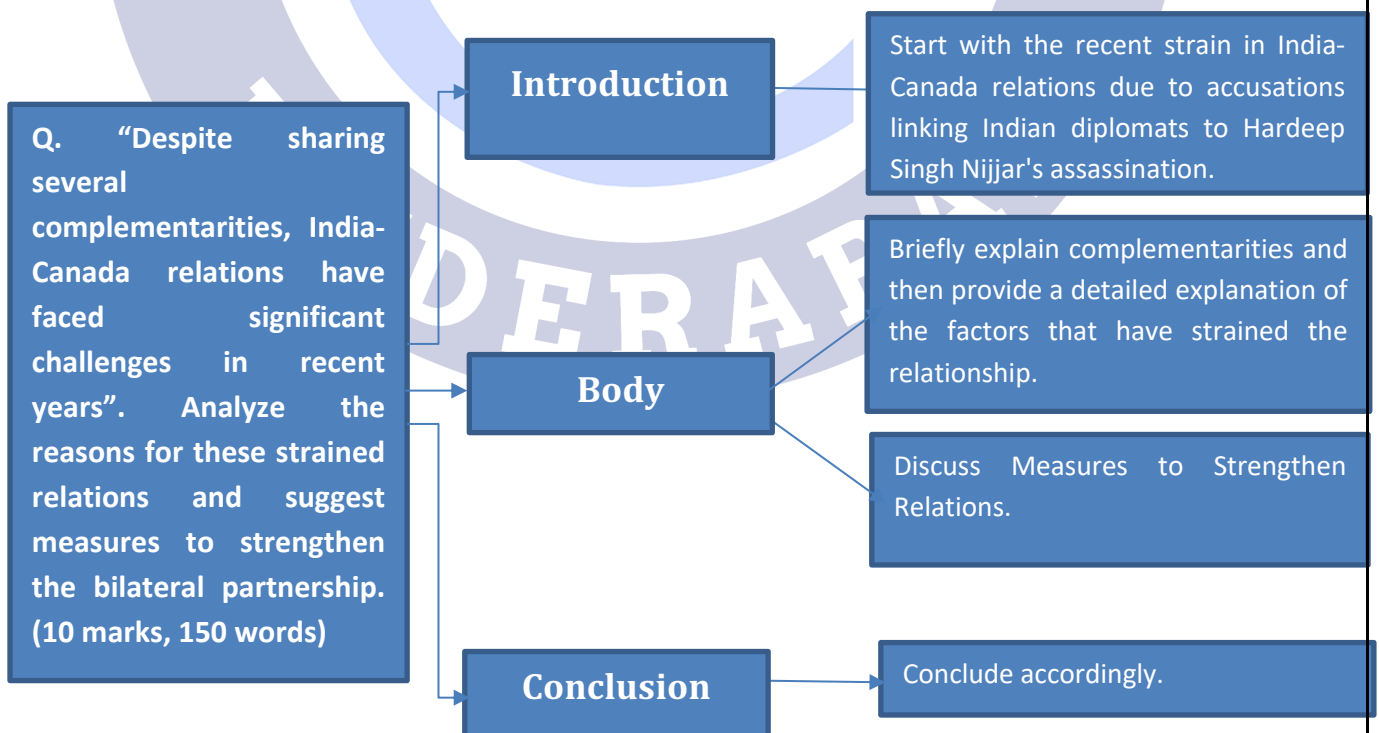 Q. “Despite sharing
several
complementarities, India-
Canada relations have
faced significant
challenges in recent
years”. Analyze the
reasons for these strained
relations and suggest
measures to strengthen
the bilateral partnership.
(10 marks, 150 words)
Introduction
Start with the recent strain in India-
Canada relations due to accusations
linking Indian diplomats to Hardeep
Singh Nijjar's assassination.
Body
Briefly explain complementarities and
then provide a detailed explanation of
the factors that have strained the
relationship.
Discuss Measures to Strengthen
Relations.
Conclusion
Conclude accordingly.